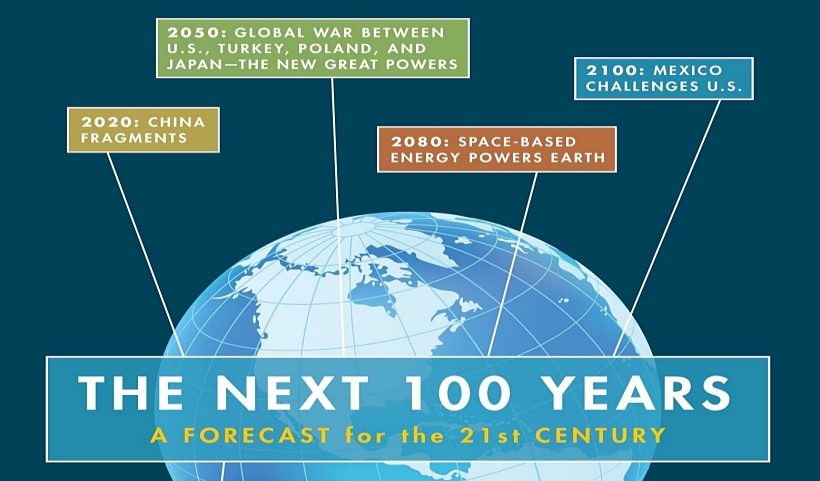 2050: GLOBAL WAR BETWEEN
U.S., TURKEY, POLAND, AND
JAPAN—THE NEW GREAT POWERS
2100: MEXICO
CHALLENGES U.S.
2020: CHINA
FRAGMENTS
2080: SPACE-BASED
ENERGY POWERS EARTH
THE NEXT 100 YEARS
A FORECAST for the 21st CENTURY